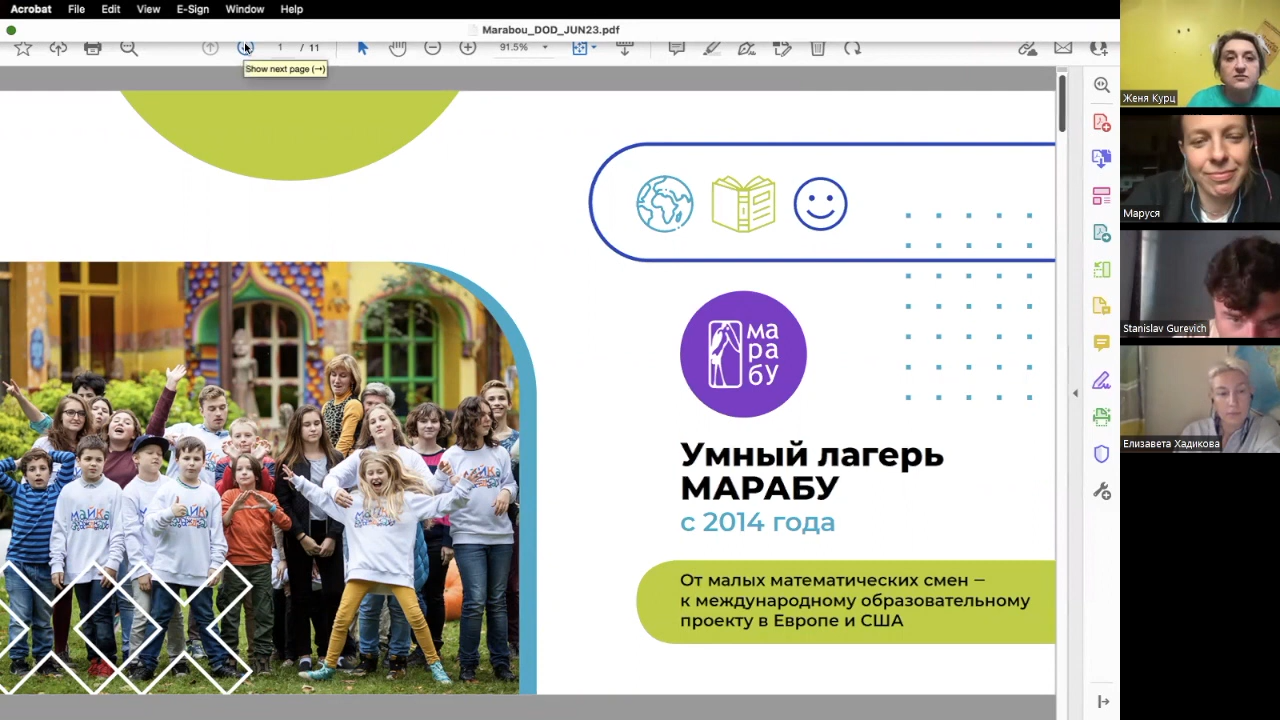 Acrobat File Edit View E-Sign Window Help
Marabou_DOD_JUN23.pdf
1 / 11 91.5%
Show next page (→)
ма
ра
бу
Умный лагерь
МАРАБУ
с 2014 года
От малых математических смен –
к международному образовательному
проекту в Европе и США
Женя Курц
Маруся
Stanislav Gurevich
Елизавета Хадикова